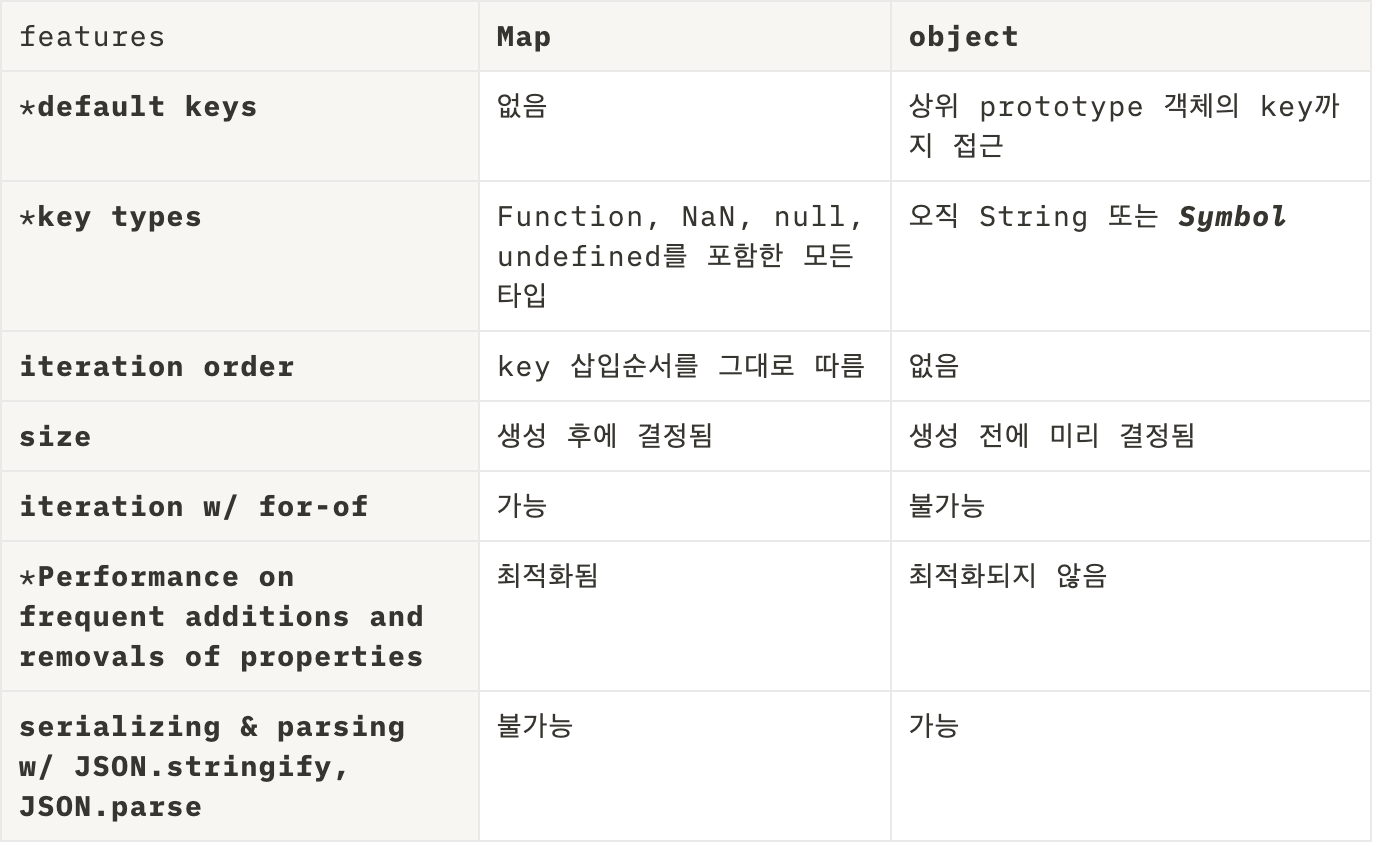 features
Map
object
*default keys
없음
상위 prototype 객체의 key까
지 접근
*key types
Function, NaN, null,
undefined를 포함한 모든
타입
오직 String 또는 Symbol
iteration order
key 삽입순서를 그대로 따름
없음
size
생성 후에 결정됨
생성 전에 미리 결정됨
iteration w/ for-of
가능
불가능
*Performance on
frequent additions and
removals of properties
최적화됨
최적화되지 않음
serializing & parsing
w/ JSON.stringify,
JSON.parse
불가능
가능